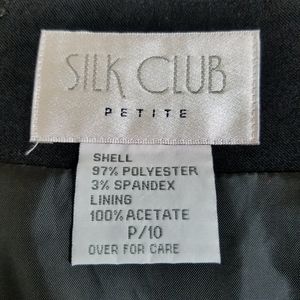 SILK CLUB
PETITE
SHELL
97% POLYESTER
3% SPANDEX
LINING
100% ACETATE
P/10
OVER FOR CARE